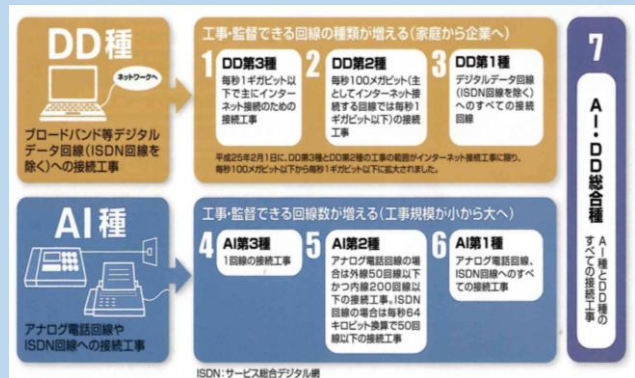 DD種
ネットワークへ
ブロードバンド等デジタル
データ回線(ISDN回線を
除く)への接続工事
工事・監督できる回線の種類が増える(家庭から企業へ)
1 DD第3種
毎秒1ギガビット以
下で主にインター
ネット接続のための
接続工事
2 DD第2種
毎秒100メガビット(主
としてインターネット接
続する回線では毎秒1
ギガビット以下)の接続
工事
3 DD第1種
デジタルデータ回線
(ISDN回線を除く)
へのすべての接続
回線
平成25年2月1日に、DD第3種とDD第2種の工事の範囲がインターネット接続工事に限り、
毎秒100メガビット以下から毎秒1ギガビット以下に拡大されました。
AI種
アナログ電話回線や
ISDN回線への接続工事
工事・監督できる回線数が増える(工事規模が小から大へ)
4 AI第3種
1回線の接続工事
5 AI第2種
アナログ電話回線の場
合は外線50回線以下
かつ内線200回線以
下の接続工事。ISDN
回線の場合は毎秒64
キロビット換算で50回
線以下の接続工事
6 AI第1種
アナログ電話回線、
ISDN回線へのすべ
ての接続工事
7
AI・DD総合種
AI種とDD種の
すべての接続工事
ISDN:サービス総合デジタル網